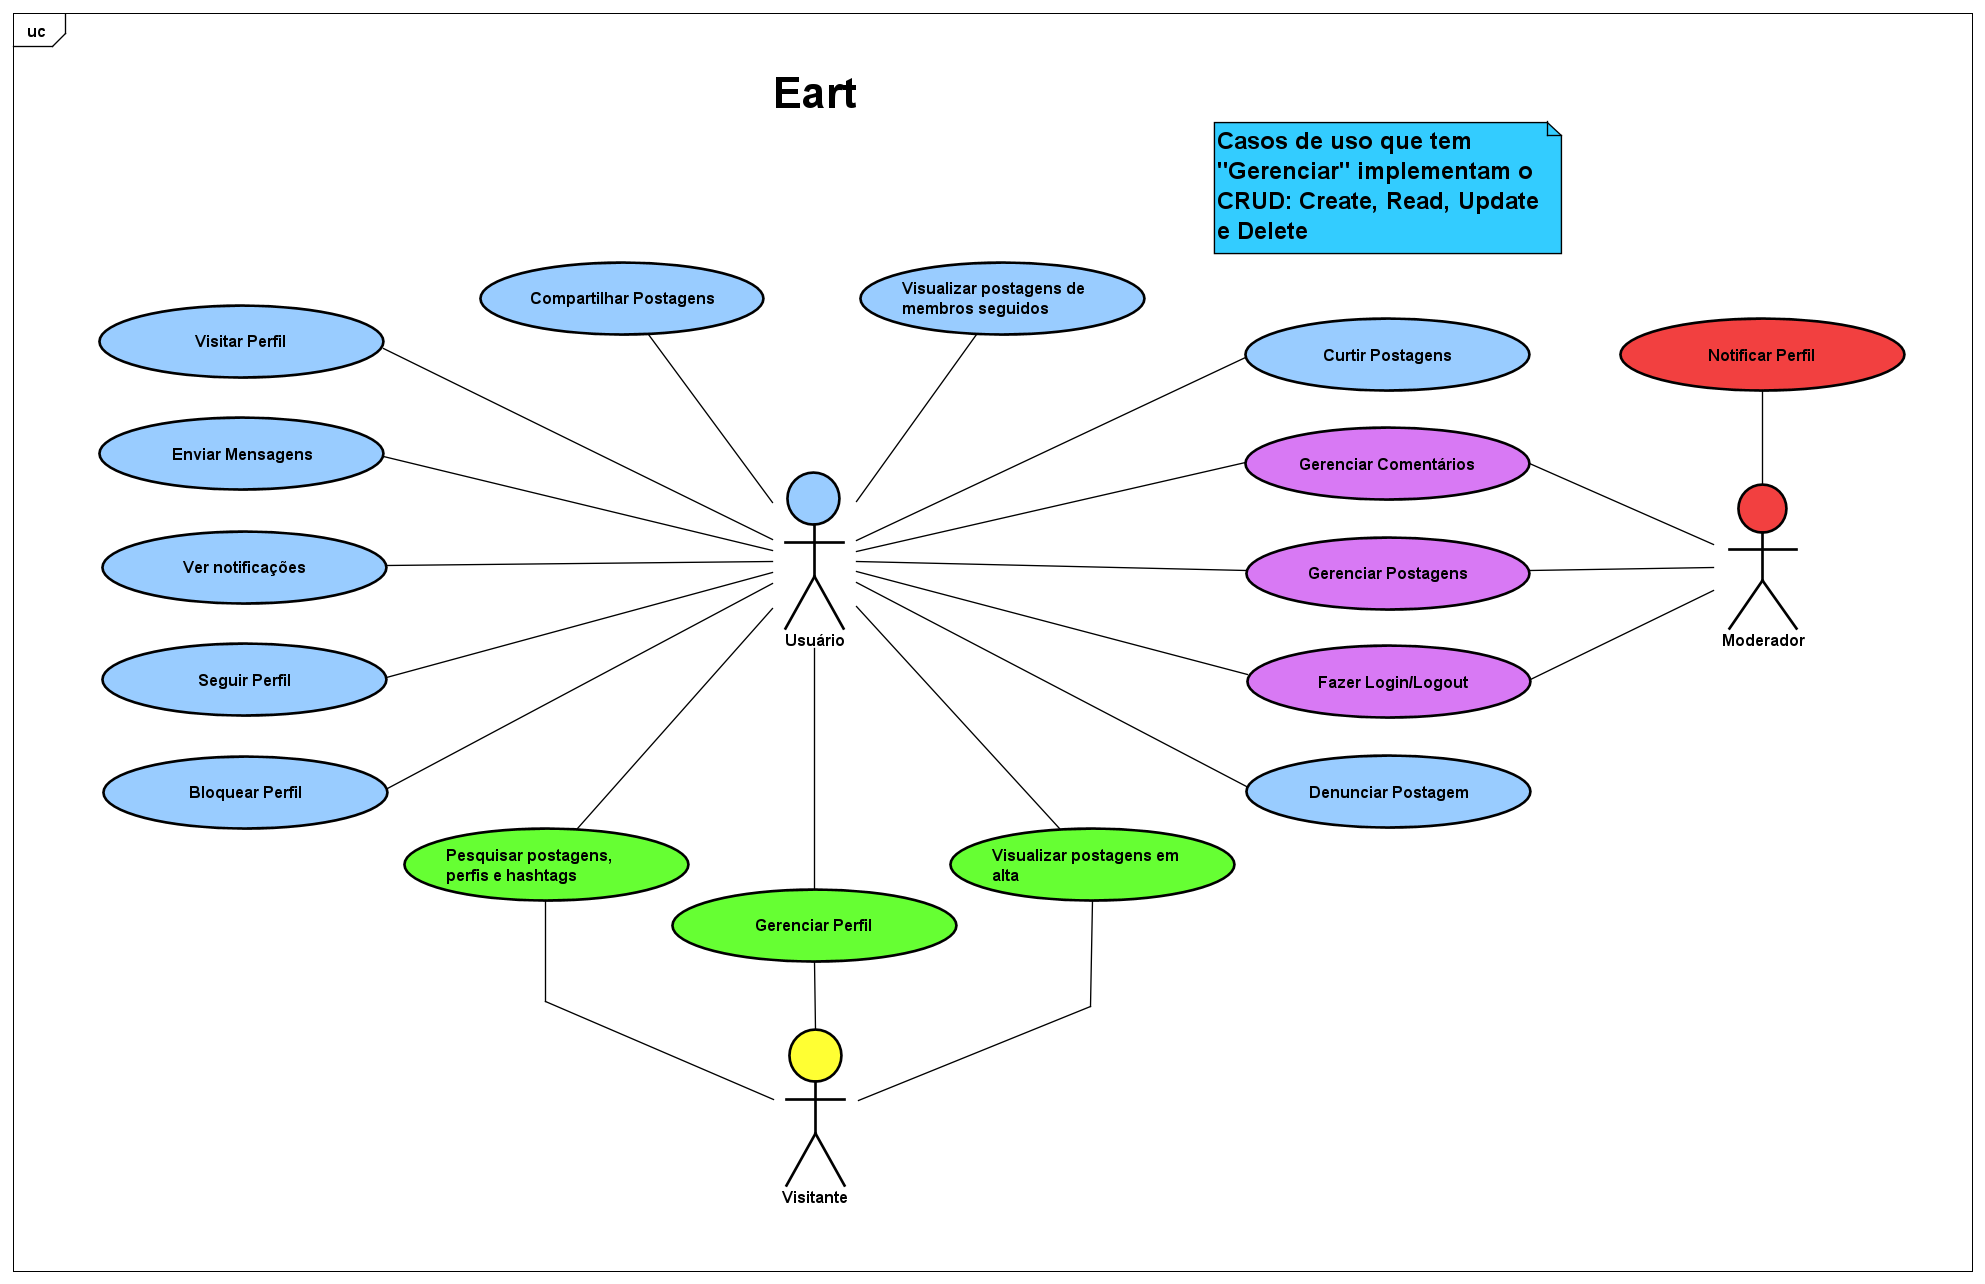 uc
Eart
Casos de uso que tem
"Gerenciar" implementam o
CRUD: Create, Read, Update
e Delete
Compartilhar Postagens
Visualizar postagens de
membros seguidos
Visitar Perfil
Curtir Postagens
Notificar Perfil
Enviar Mensagens
Gerenciar Comentários
Ver notificações
Gerenciar Postagens
Usuário
Moderador
Seguir Perfil
Fazer Login/Logout
Bloquear Perfil
Denunciar Postagem
Pesquisar postagens,
perfis e hashtags
Visualizar postagens em
alta
Gerenciar Perfil
Visitante